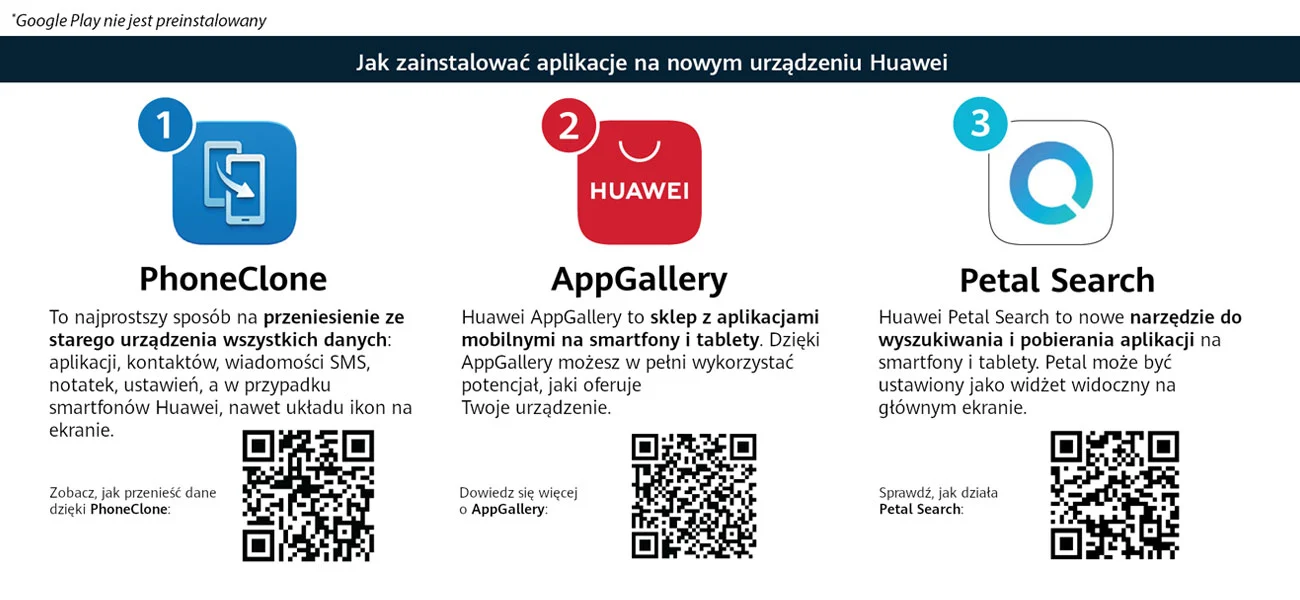 *Google Play nie jest preinstalowany
Jak zainstalować aplikacje na nowym urządzeniu Huawei
1
PhoneClone
To najprostszy sposób na przeniesienie ze
starego urządzenia wszystkich danych:
aplikacji, kontaktów, wiadomości SMS,
notatek, ustawień, a w przypadku
smartfonów Huawei, nawet układu ikon na
ekranie.
Zobacz, jak przenieść dane
dzięki PhoneClone:
2
HUAWEI
AppGallery
Huawei AppGallery to sklep z aplikacjami
mobilnymi na smartfony i tablety. Dzięki
AppGallery możesz w pełni wykorzystać
potencjał, jaki oferuje
Twoje urządzenie.
Dowiedz się więcej
o AppGallery:
3
Petal Search
Huawei Petal Search to nowe narzędzie do
wyszukiwania i pobierania aplikacji na
smartfony i tablety. Petal może być
ustawiony jako widżet widoczny na
głównym ekranie.
Sprawdź, jak działa
Petal Search: